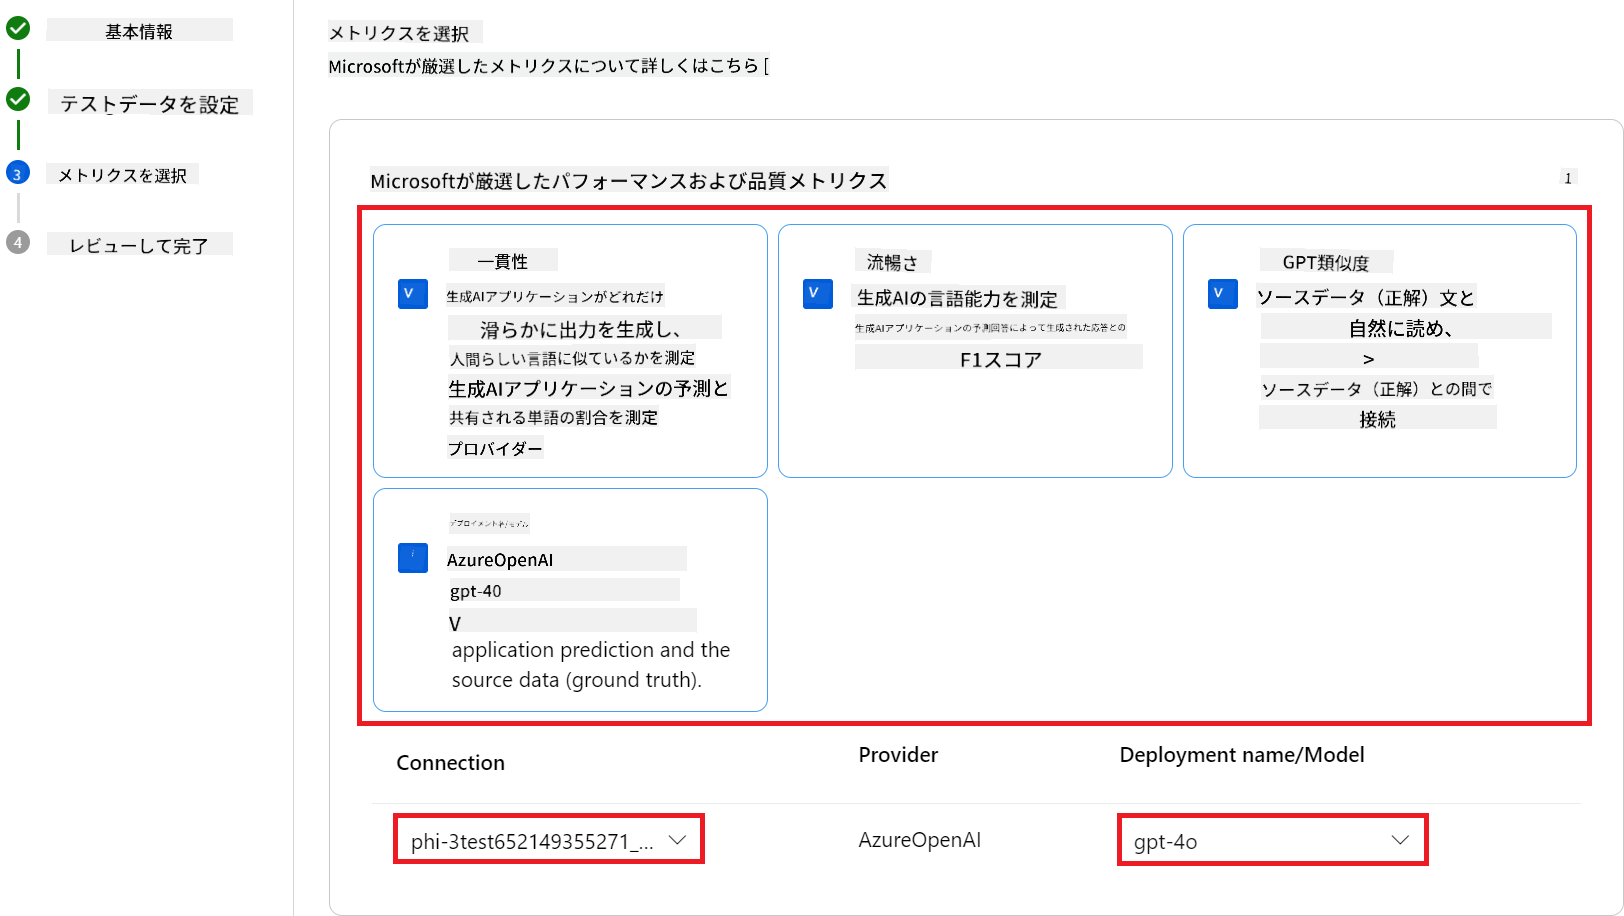 基本情報
テストデータを設定
3
メトリクスを選択
4
レビューして完了
メトリクスを選択
Microsoftが厳選したメトリクスについて詳しくはこちら [
Microsoftが厳選したパフォーマンスおよび品質メトリクス
1
V
一貫性
生成AIアプリケーションがどれだけ
滑らかに出力を生成し、
人間らしい言語に似ているかを測定
生成AIアプリケーションの予測と
共有される単語の割合を測定
プロバイダー
V
流暢さ
生成AIの言語能力を測定
生成AIアプリケーションの予測回答によって生成された応答との
F1スコア
V
GPT類似度
ソースデータ（正解）文と
自然に読め、
>
ソースデータ（正解）との間で
接続
i
デプロイメント名/モデル
AzureOpenAI
gpt-40
V
application prediction and the
source data (ground truth).
Connection
Provider
Deployment name/Model
phi-3test652149355271_...
AzureOpenAI
gpt-4o